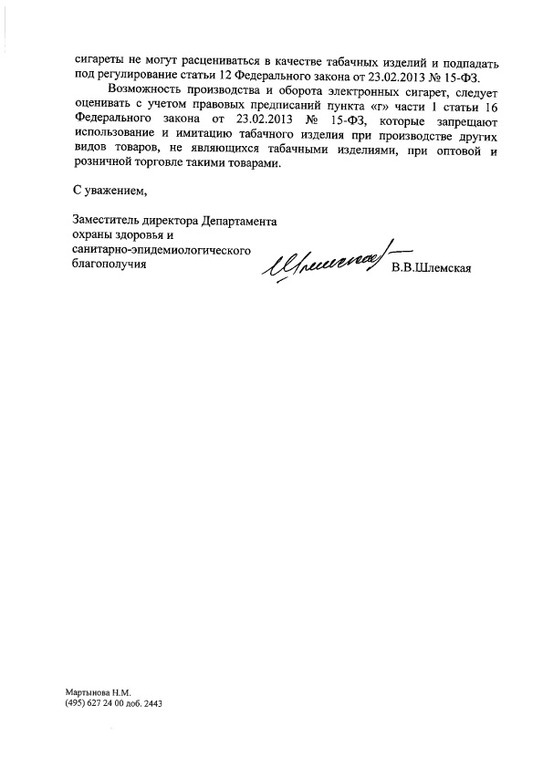 сигареты не могут расцениваться в качестве табачных изделий и подпадать
под регулирование статьи 12 Федерального закона от 23.02.2013 № 15-ФЗ.
Возможность производства и оборота электронных сигарет, следует
оценивать с учетом правовых предписаний пункта «г» части 1 статьи 16
Федерального закона от 23.02.2013 № 15-ФЗ, которые запрещают
использование и имитацию табачного изделия при производстве других
видов товаров, не являющихся табачными изделиями, при оптовой и
розничной торговле такими товарами.
С уважением,
Заместитель директора Департамента
охраны здоровья и
санитарно-эпидемиологического
благополучия
В.В.Шлемская
Мартынова Н.М.
(495) 627 24 00 доб. 2443